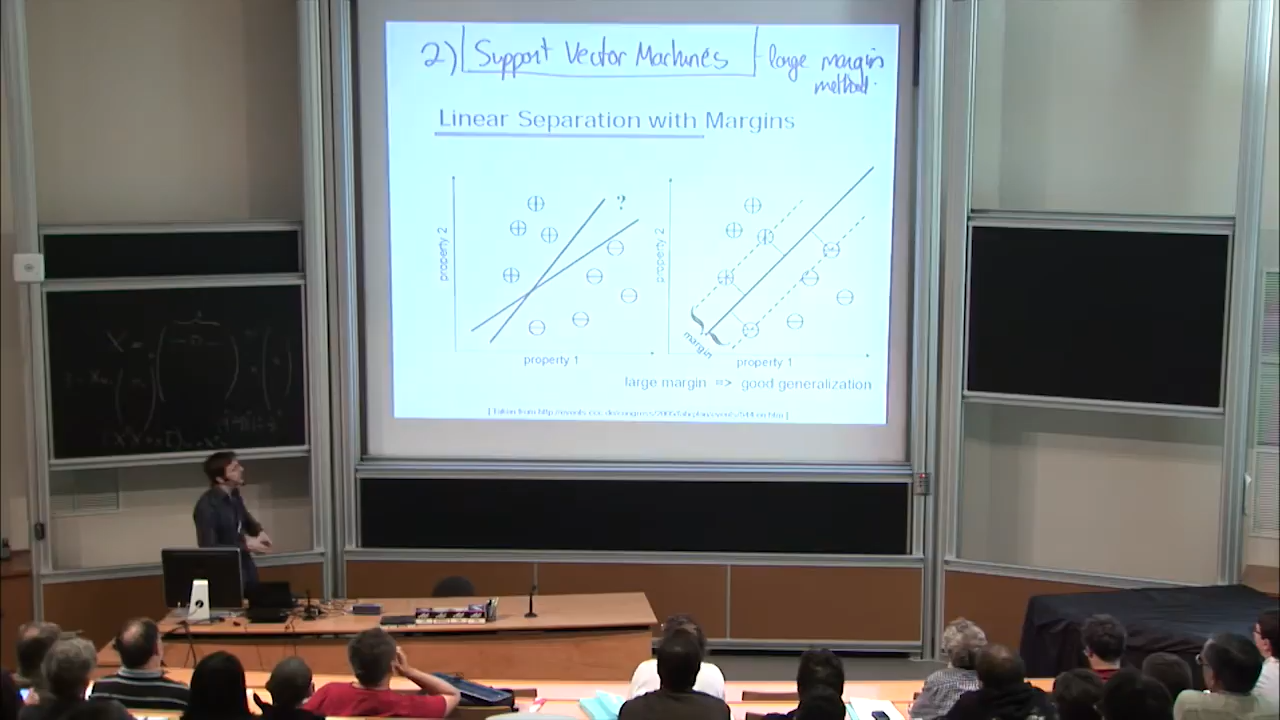 2) Support Vector Machines - large margin
method.
Linear Separation with Margins
?
property 2
property 1
property 2
margin
property 1
large margin => good generalization